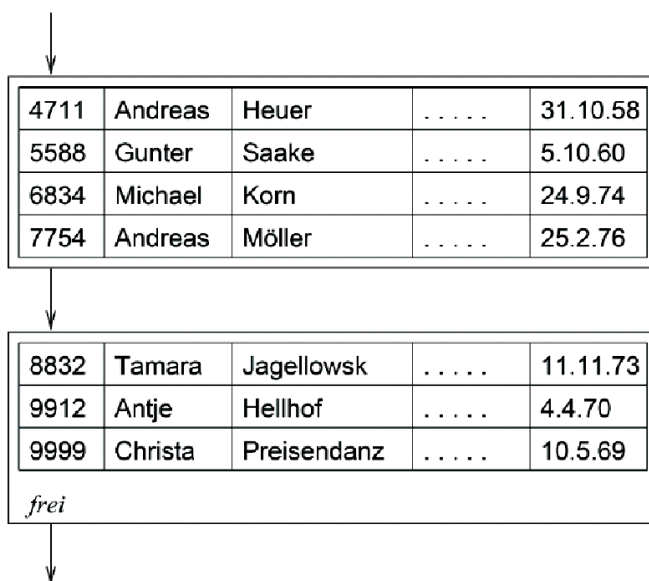 4711 Andreas Heuer ..... 31.10.58
5588 Gunter Saake ..... 5.10.60
6834 Michael Korn ..... 24.9.74
7754 Andreas Möller ..... 25.2.76
8832 Tamara Jagellowsk ..... 11.11.73
9912 Antje Hellhof ..... 4.4.70
9999 Christa Preisendanz ..... 10.5.69
frei